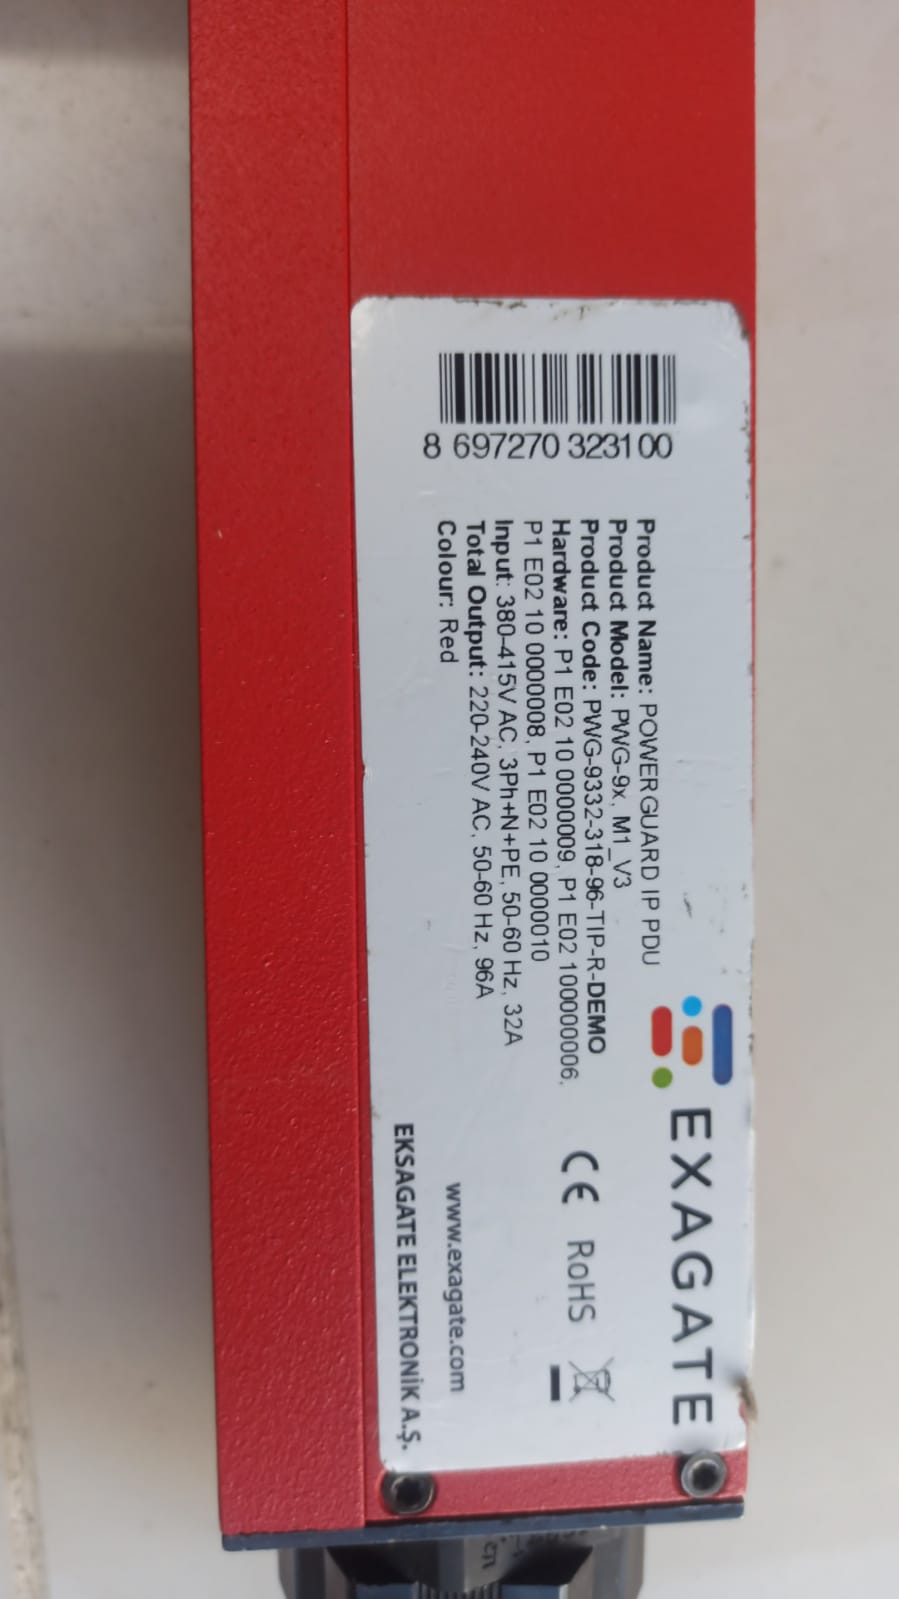 EXAGATE
Product Name: POWERGUARD IP PDU
Product Model: PWG-9x, M1_V3
Product Code: PWG-9332-318-96-TIP-R-DEMO
Hardware: P1 E02 10 0000009, P1 E02 100000006,
P1 E02 10 0000008, P1 E02 10 0000010
Input: 380-415V AC, 3Ph+N+PE, 50-60 Hz, 32A
Total Output: 220-240V AC, 50-60 Hz, 96A
Colour: Red
8 697270 323100
CE RoHS
www.exagate.com
EKSAGATE ELEKTRONİK A.Ş.